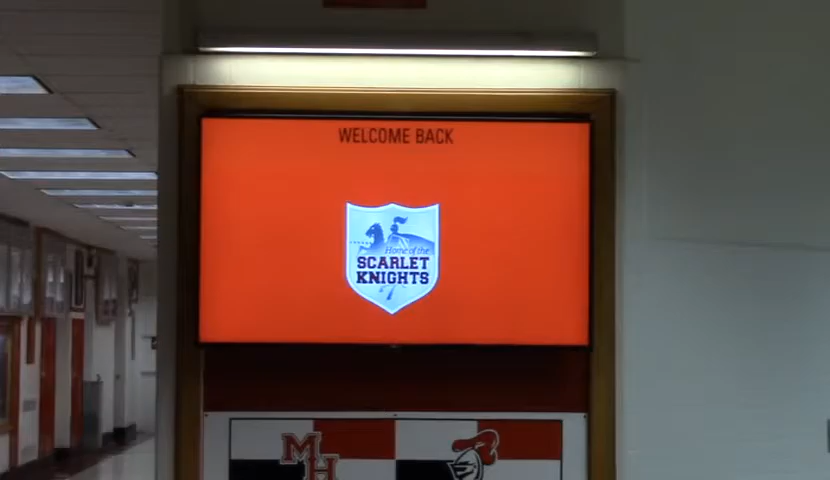 WELCOME BACK
Home of the
SCARLET
KNIGHTS
MH